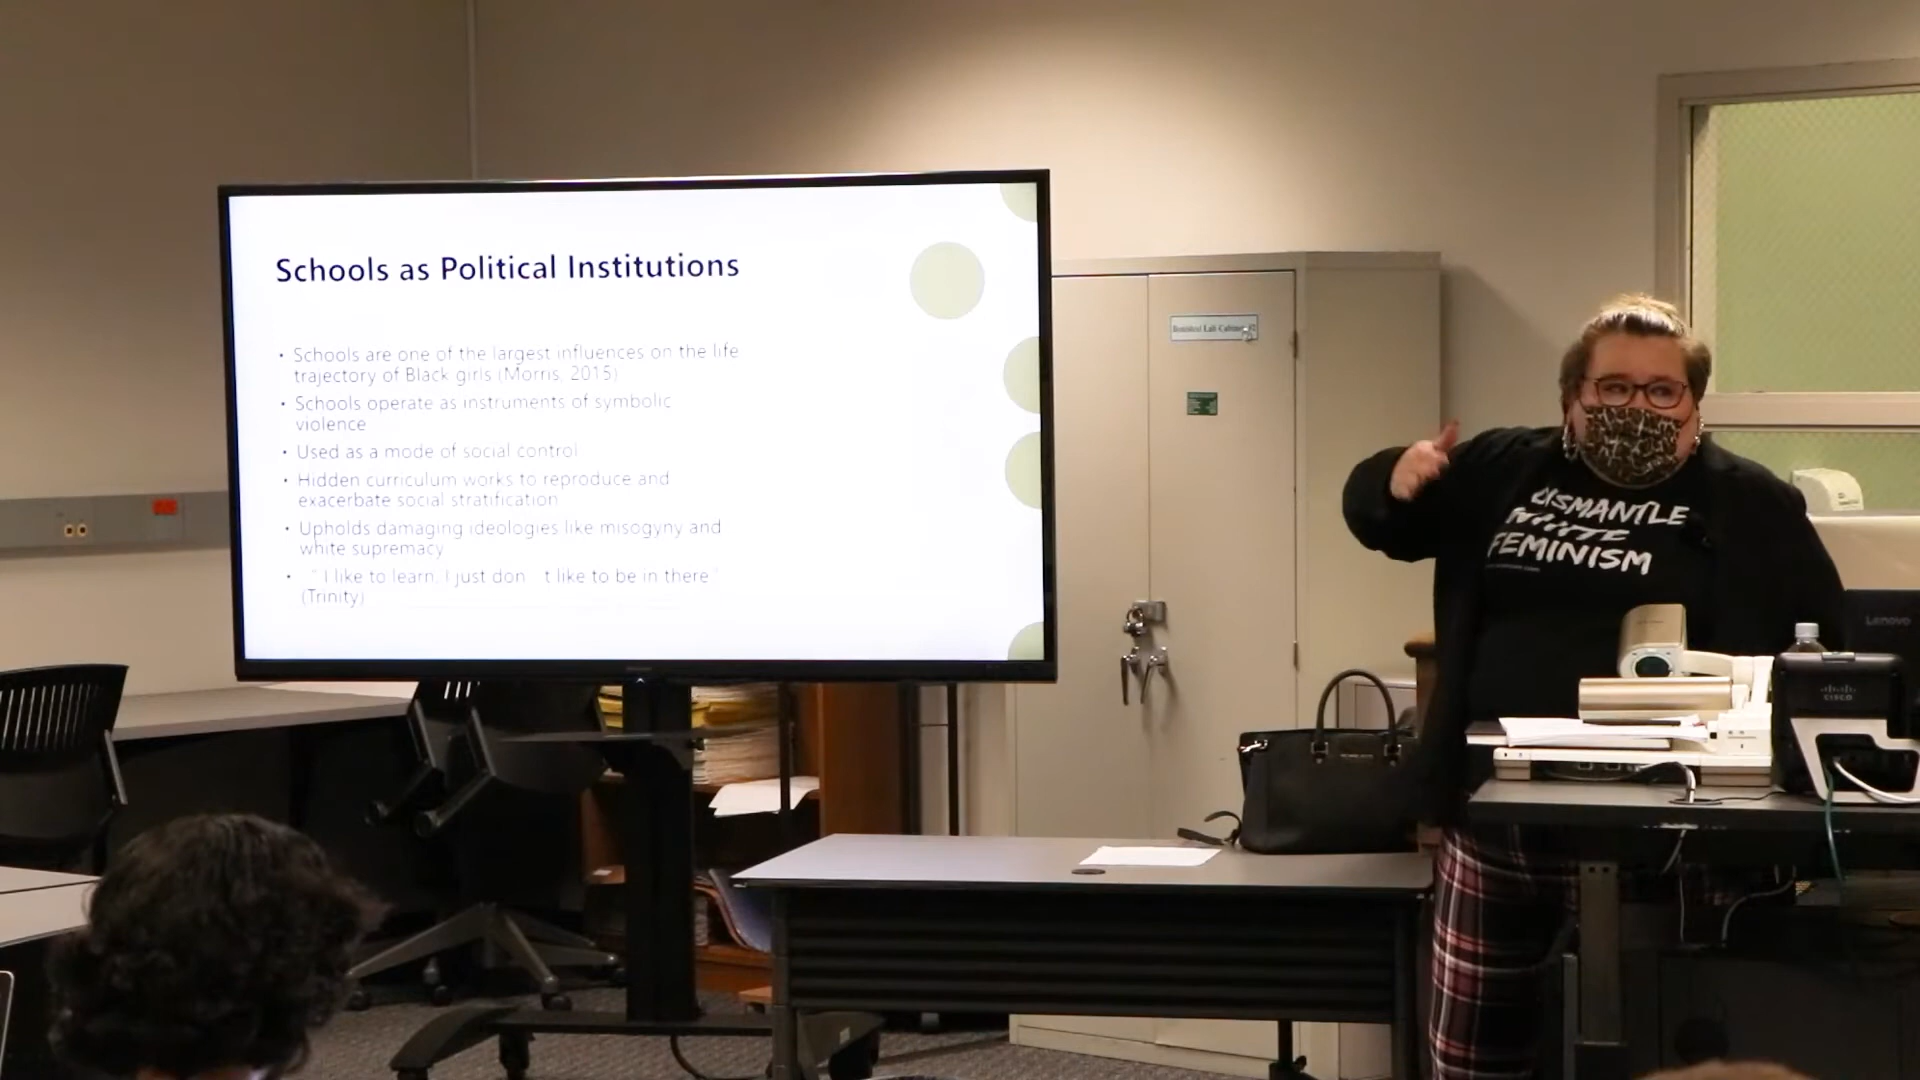 Schools as Political Institutions
• Schools are one of the largest influences on the life
trajectory of Black girls (Morris, 2015)
• Schools operate as instruments of symbolic
violence
• Used as a mode of social control
• Hidden curriculum works to reproduce and
exacerbate social stratification
• Upholds damaging ideologies like misogyny and
white supremacy
• "I like to learn, I just don t like to be in there"
(Trinity)
DISMANTLE
WHITE
FEMINISM
Lenovo
CISCO